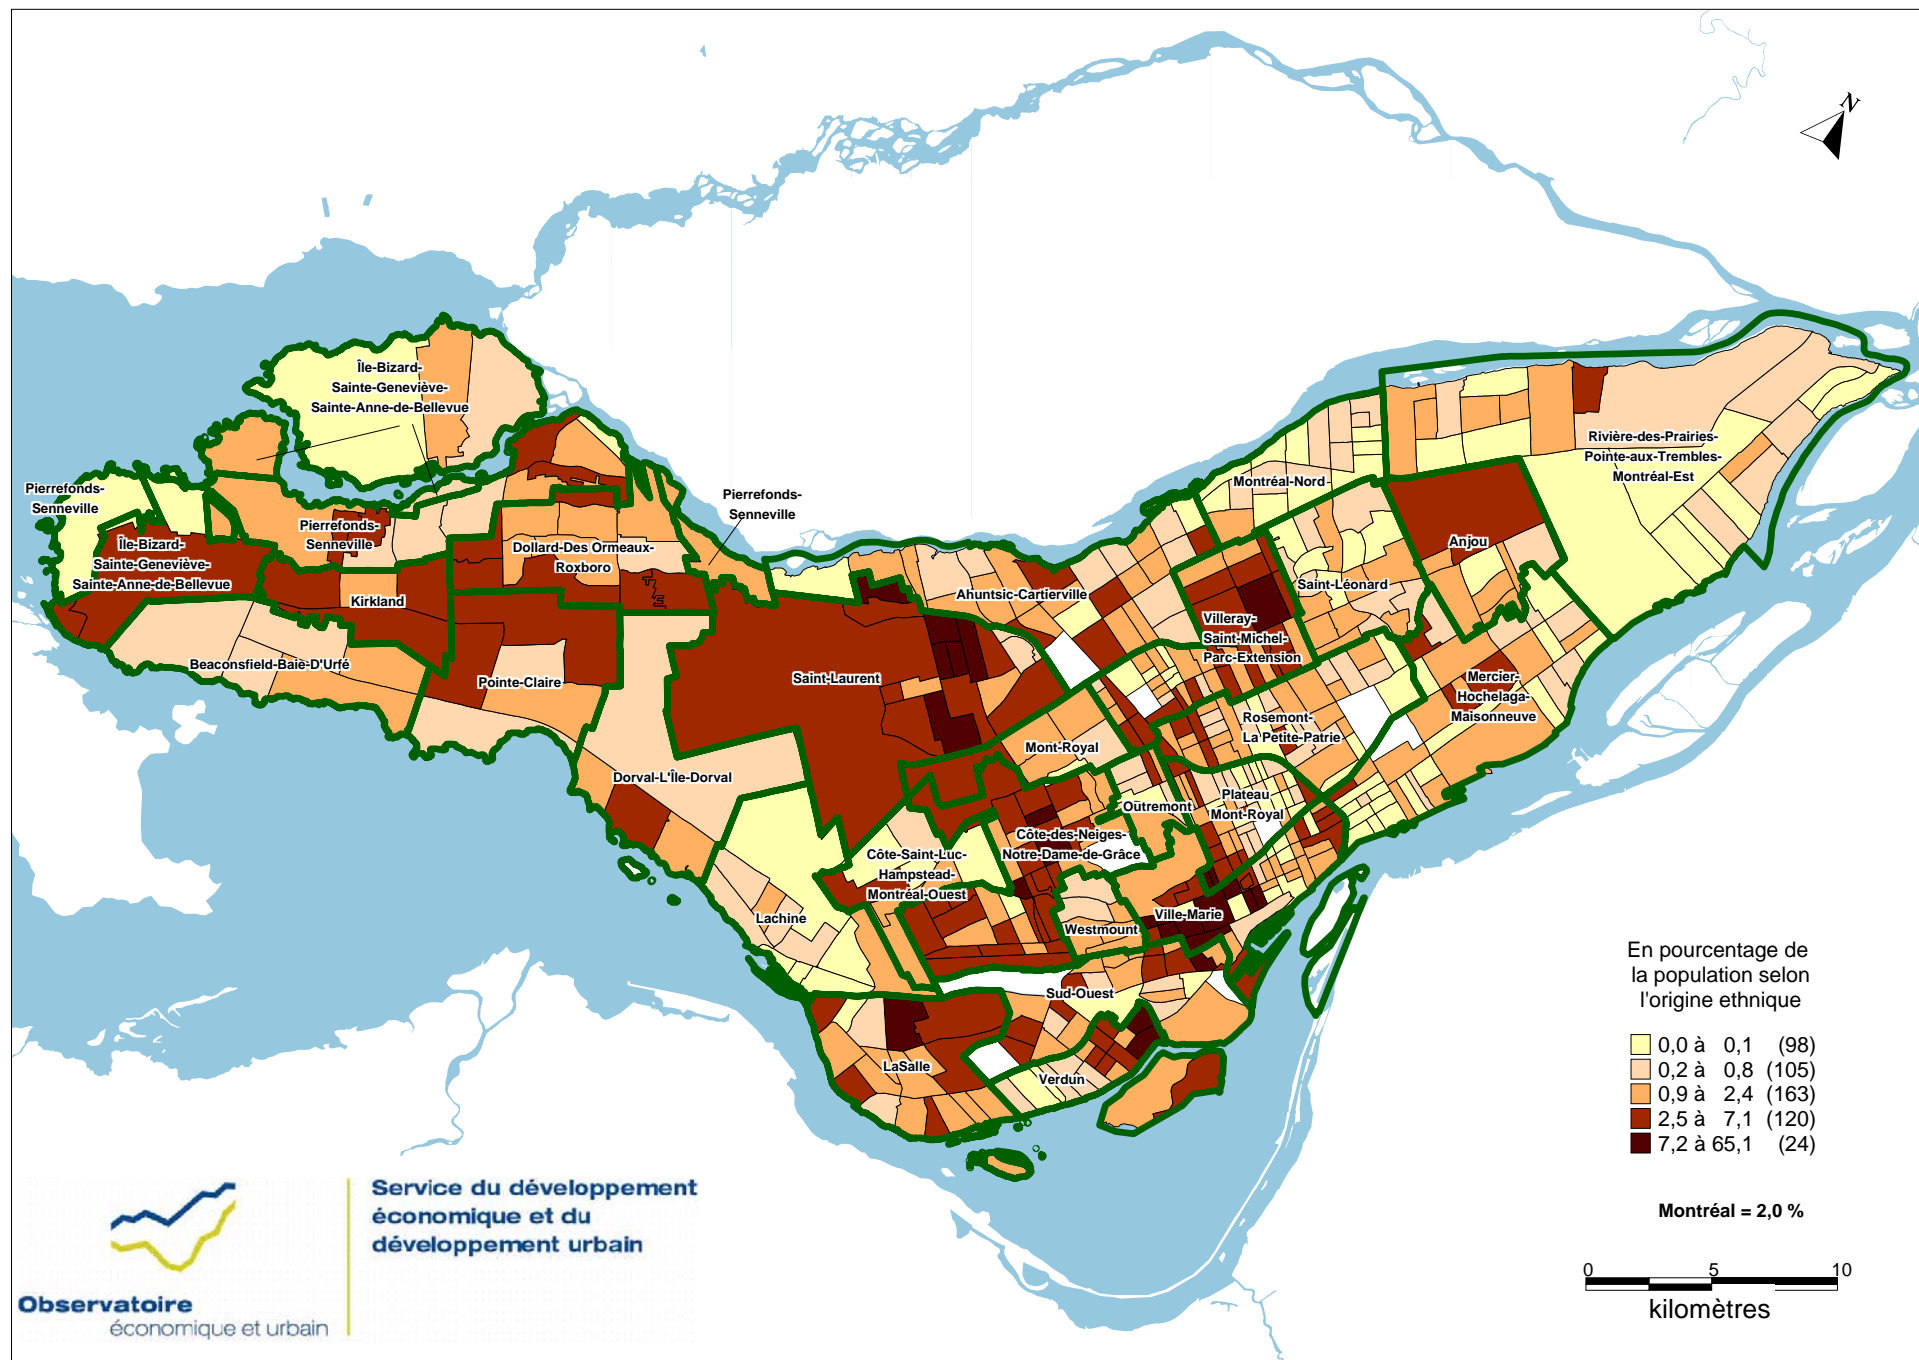 N
Île-Bizard-
Sainte-Geneviève-
Sainte-Anne-de-Bellevue
Pierrefonds-
Senneville
Pierrefonds-
Senneville
Pierrefonds-
Senneville
Île-Bizard-
Sainte-Geneviève-
Sainte-Anne-de-Bellevue
Dollard-Des Ormeaux-
Roxboro
Kirkland
Beaconsfield-Baie-D'Urfé
Pointe-Claire
Dorval-L'Île-Dorval
Saint-Laurent
Ahuntsic-Cartierville
Montréal-Nord
Rivière-des-Prairies-
Pointe-aux-Trembles-
Montréal-Est
Anjou
Saint-Léonard
Villeray-
Saint-Michel-
Parc-Extension
Mercier-
Hochelaga-
Maisonneuve
Rosemont-
La Petite-Patrie
Mont-Royal
Outremont
Plateau
Mont-Royal
Côte-des-Neiges-
Notre-Dame-de-Grâce
Côte-Saint-Luc-
Hampstead-
Montréal-Ouest
Lachine
Westmount
Ville-Marie
Sud-Ouest
LaSalle
Verdun
En pourcentage de
la population selon
l'origine ethnique
0,0 à 0,1 (98)
0,2 à 0,8 (105)
0,9 à 2,4 (163)
2,5 à 7,1 (120)
7,2 à 65,1 (24)
Montréal = 2,0 %
0 5 10
kilomètres
Service du développement
économique et du
développement urbain
Observatoire
économique et urbain